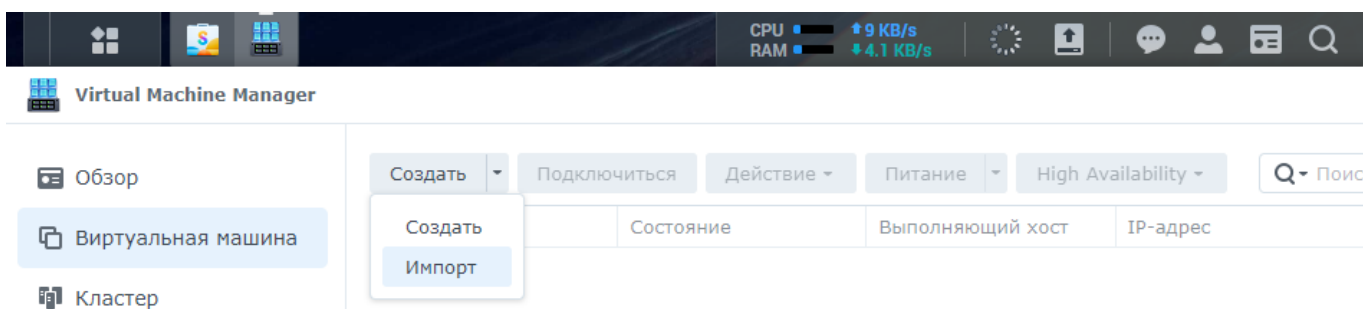 CPU 9 KB/s
RAM 4.1 KB/s
Virtual Machine Manager
Обзор
Создать Подключиться Действие Питание High Availability Поис
Виртуальная машина
Создать Состояние Выполняющий хост IP-адрес
Импорт
Кластер